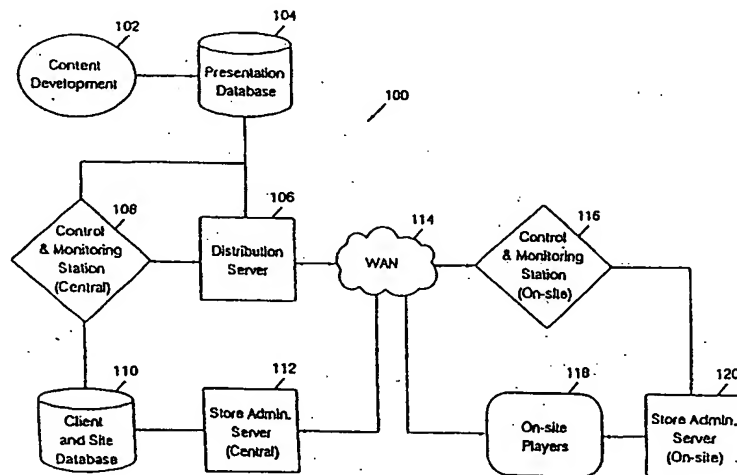 102
104
Content
Development
Presentation
Database
100
108
106
114
116
Control
& Monitoring
Station
(Central)
Distribution
Server
WAN
Control
& Monitoring
Station
(On-site)
110
112
118
120
Client
and Site
Database
Store Admin.
Server
(Central)
On-site
Players
Store Admin.
Server
(On-site)